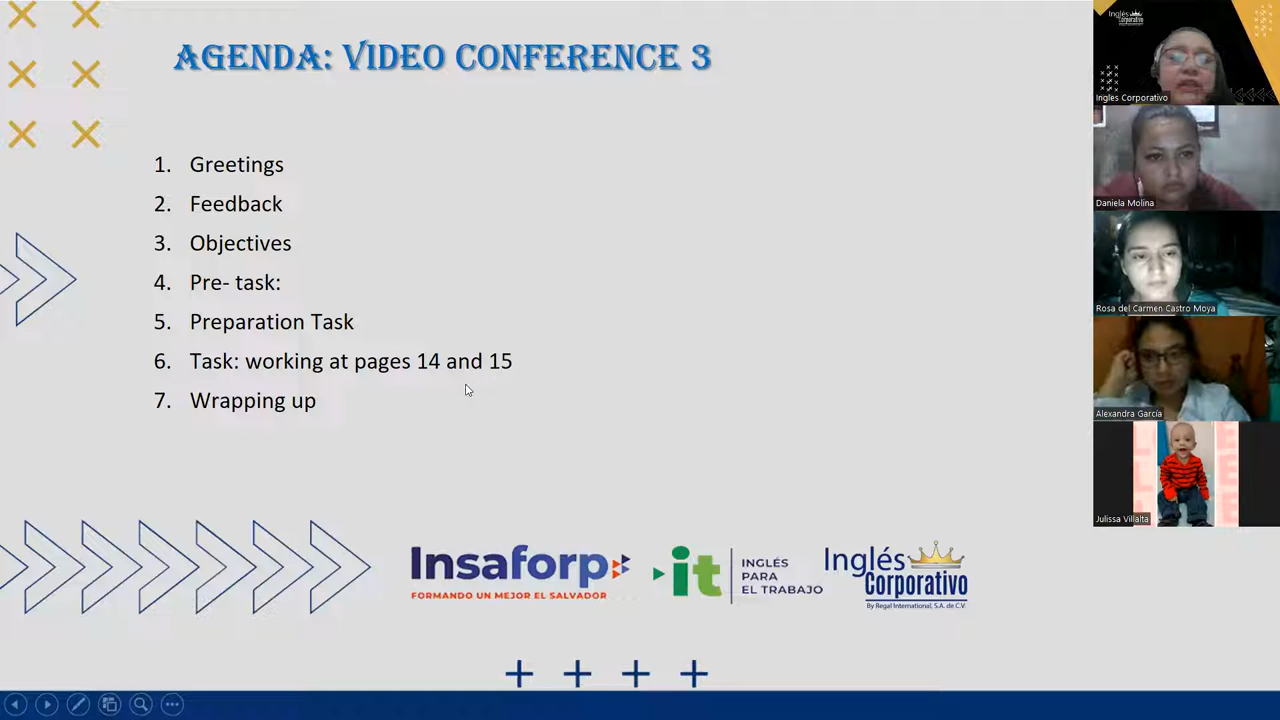 AGENDA: VIDEO CONFERENCE 3
1. Greetings
2. Feedback
3. Objectives
4. Pre- task:
5. Preparation Task
6. Task: working at pages 14 and 15
7. Wrapping up
Insaforp
FORMANDO UN MEJOR EL SALVADOR
it
INGLÉS
PARA
EL TRABAJO
Inglés
Corporativo
By Regal International, S.A. de C.V.
Inglés
Corporativo
Ingles Corporativo
Daniela Molina
Rosa del Carmen Castro Moya
Alexandra García
Julissa Villalta